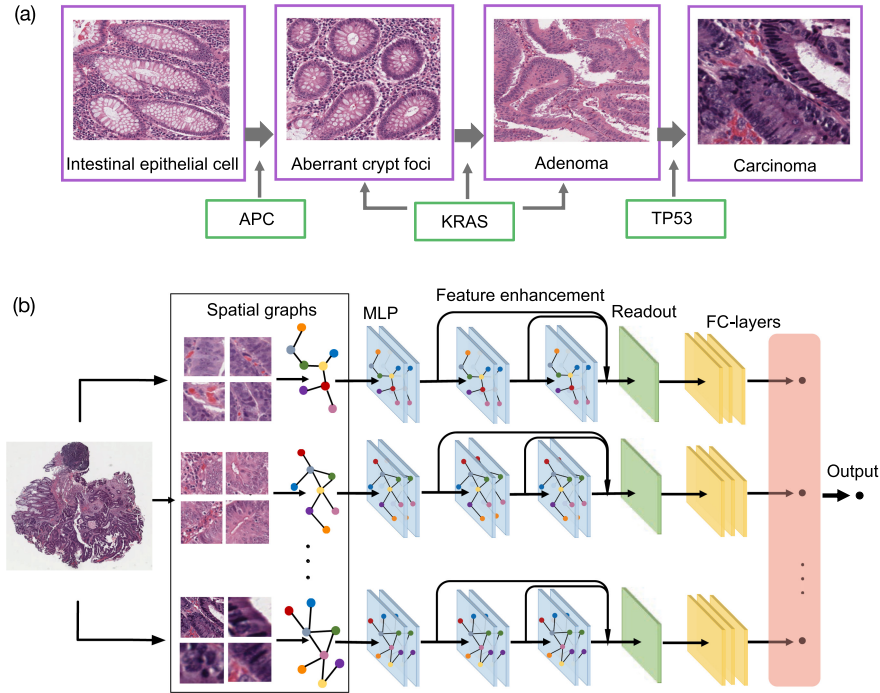 (a)
Intestinal epithelial cell
Aberrant crypt foci
Adenoma
Carcinoma
APC
KRAS
TP53
(b)
Spatial graphs
MLP
Feature enhancement
Readout
FC-layers
Output